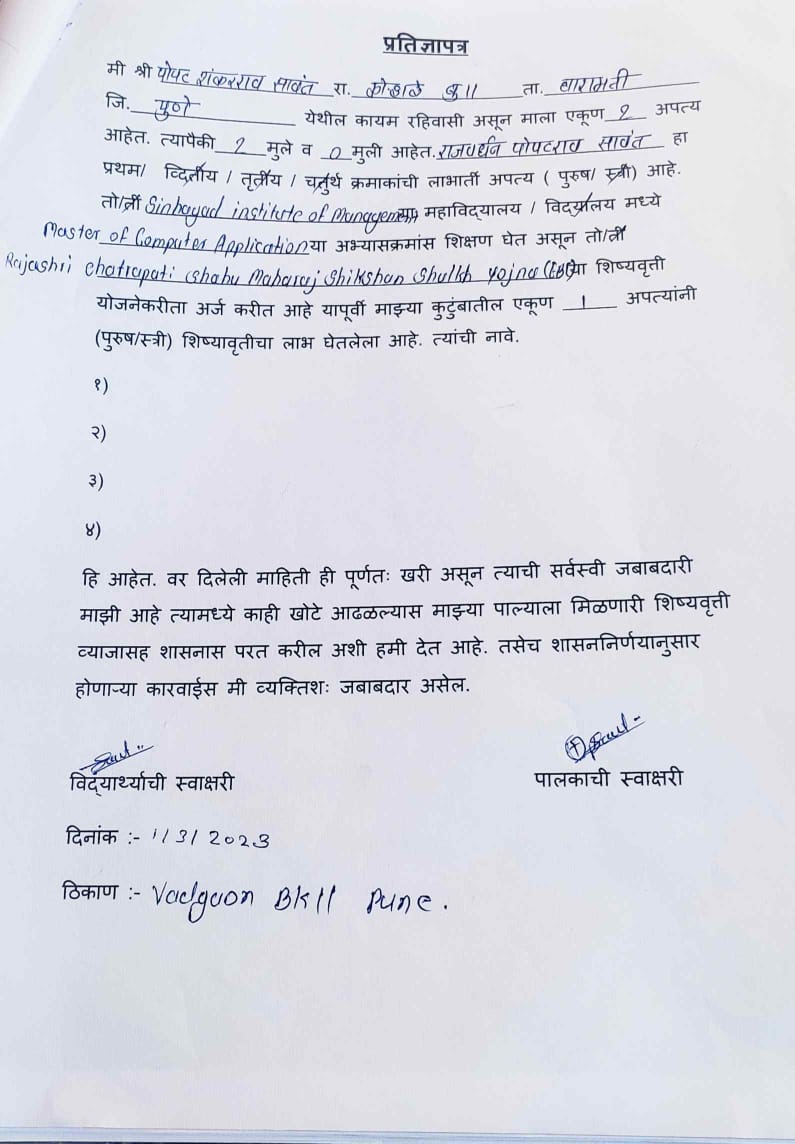 प्रतिज्ञापत्र
मी श्री पोपट शंकरराव सावंत रा. कोऱ्हाळे बु॥ ता. बारामती
जि. पुणे येथील कायम रहिवासी असून माला एकूण 2 अपत्य
आहेत. त्यापैकी 2 मुले व 0 मुली आहेत. राजवर्धन पोपटराव सावंत हा
प्रथम/ व्दितीय / तृतीय / चतुर्थ क्रमाकांची लाभार्ती अपत्य ( पुरुष/ स्त्री) आहे.
तो/त्री Sinhagad institute of Management या महाविदयालय / विदयालय मध्ये
Master of Computer Application या अभ्यासक्रमांस शिक्षण घेत असून तो/त्री
Rajashri Chatrapati Shahu Maharaj Shikshan Shulkh Yojna (EBC) या शिष्यवृत्ती
योजनेकरीता अर्ज करीत आहे यापूर्वी माझ्या कुटुंबातील एकूण 1 अपत्यांनी
(पुरुष/स्त्री) शिष्यावृतीचा लाभ घेतलेला आहे. त्यांची नावे.
१)
२)
३)
४)
हि आहेत. वर दिलेली माहिती ही पूर्णतः खरी असून त्याची सर्वस्वी जबाबदारी
माझी आहे त्यामध्ये काही खोटे आढळल्यास माझ्या पाल्याला मिळणारी शिष्यवृत्ती
व्याजासह शासनास परत करील अशी हमी देत आहे. तसेच शासननिर्णयानुसार
होणाऱ्या कारवाईस मी व्यक्तिशः जबाबदार असेल.
विद्यार्थ्याची स्वाक्षरी पालकाची स्वाक्षरी
दिनांक :- 1/3/2023
ठिकाण :- Vadgaon BK11 Pune.